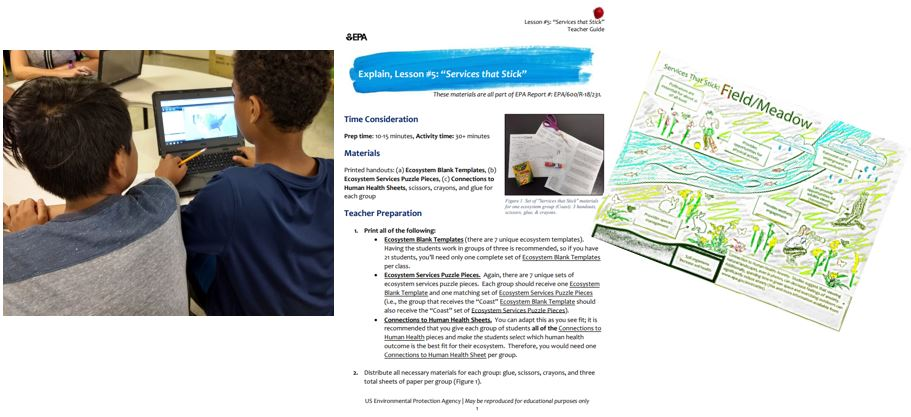 Lesson #5: "Services that Stick"
Teacher Guide
EPA
Explain, Lesson #5: "Services that Stick"
These materials are all part of EPA Report #: EPA/600/R-18/231.
Time Consideration
Prep time: 10-15 minutes, Activity time: 30+ minutes
Materials
Printed handouts: (a) Ecosystem Blank Templates, (b)
Ecosystem Services Puzzle Pieces, (c) Connections to
Human Health Sheets, scissors, crayons, and glue for
each group
Figure 1. Set of "Services that Stick" materials
for one ecosystem group (Coast). 3 handouts,
scissors, glue, & crayons.
Teacher Preparation
1. Print all of the following:
• Ecosystem Blank Templates (there are 7 unique ecosystem templates).
Having the students work in groups of three is recommended, so if you have
21 students, you'll need only one complete set of Ecosystem Blank Templates
per class.
• Ecosystem Services Puzzle Pieces. Again, there are 7 unique sets of
ecosystem services puzzle pieces. Each group should receive one Ecosystem
Blank Template and one matching set of Ecosystem Services Puzzle Pieces
(i.e., the group that receives the "Coast" Ecosystem Blank Template should
also receive the "Coast" set of Ecosystem Services Puzzle Pieces).
• Connections to Human Health Sheets. You can adapt this as you see fit; it is
recommended that you give each group of students all of the Connections to
Human Health pieces and make the students select which human health
outcome is the best fit for their ecosystem. Therefore, you would need one
Connections to Human Health Sheet per group.
2. Distribute all necessary materials for each group: glue, scissors, crayons, and three
total sheets of paper per group (Figure 1).
US Environmental Protection Agency | May be reproduced for educational purposes only
1
Services That Stick:
Field/Meadow